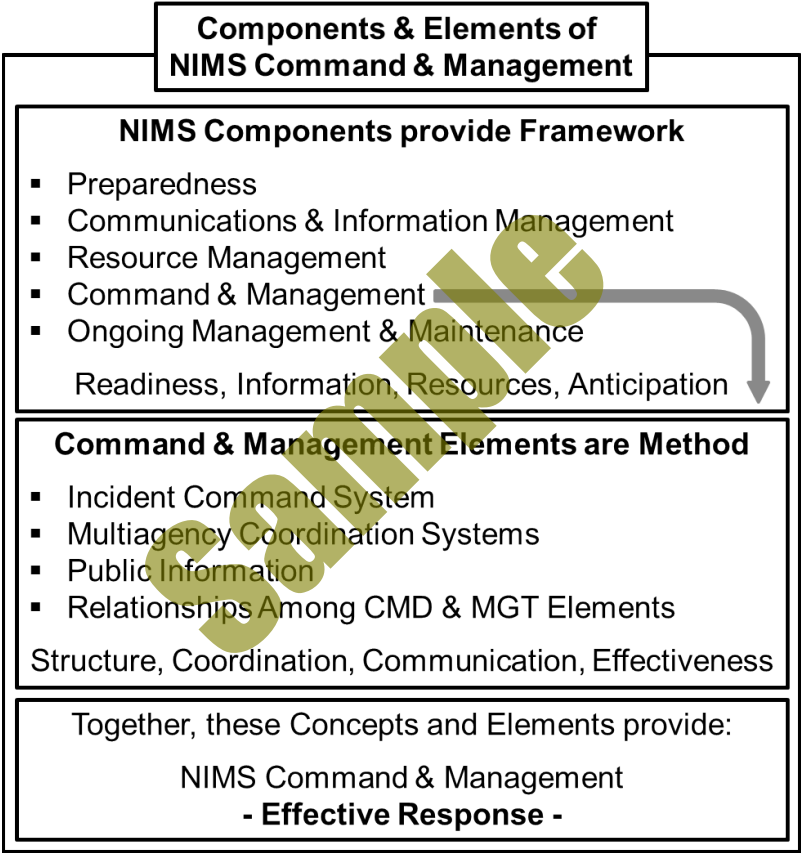 Components & Elements of
NIMS Command & Management
NIMS Components provide Framework
▪ Preparedness
▪ Communications & Information Management
▪ Resource Management
▪ Command & Management
▪ Ongoing Management & Maintenance
Readiness, Information, Resources, Anticipation
Command & Management Elements are Method
▪ Incident Command System
▪ Multiagency Coordination Systems
▪ Public Information
▪ Relationships Among CMD & MGT Elements
Structure, Coordination, Communication, Effectiveness
Together, these Concepts and Elements provide:
NIMS Command & Management
- Effective Response -
Sample